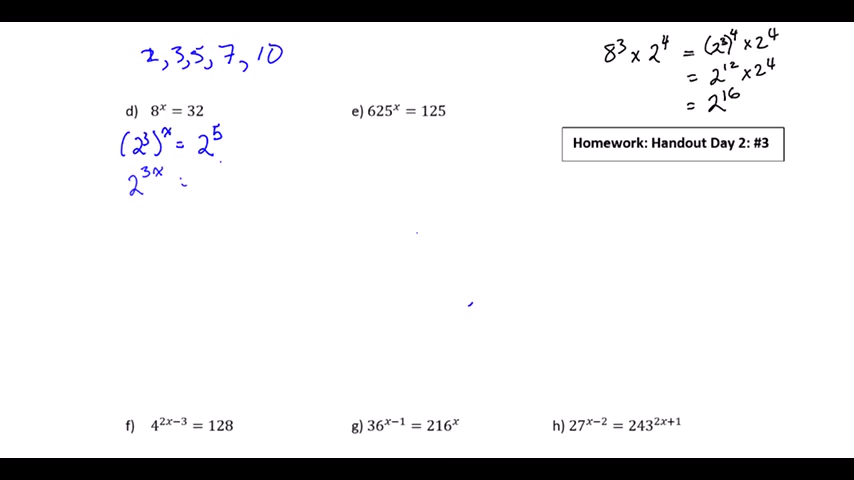 2, 3, 5, 7, 10
8³ × 2⁴ = (2³)⁴ × 2⁴
= 2¹² × 2⁴
= 2¹⁶
d) 8ˣ = 32
e) 625ˣ = 125
(2³)ˣ = 2⁵
2³ˣ =
Homework: Handout Day 2: #3
f) 4²ˣ⁻³ = 128
g) 36ˣ⁻¹ = 216ˣ
h) 27ˣ⁻² = 243²ˣ⁺¹